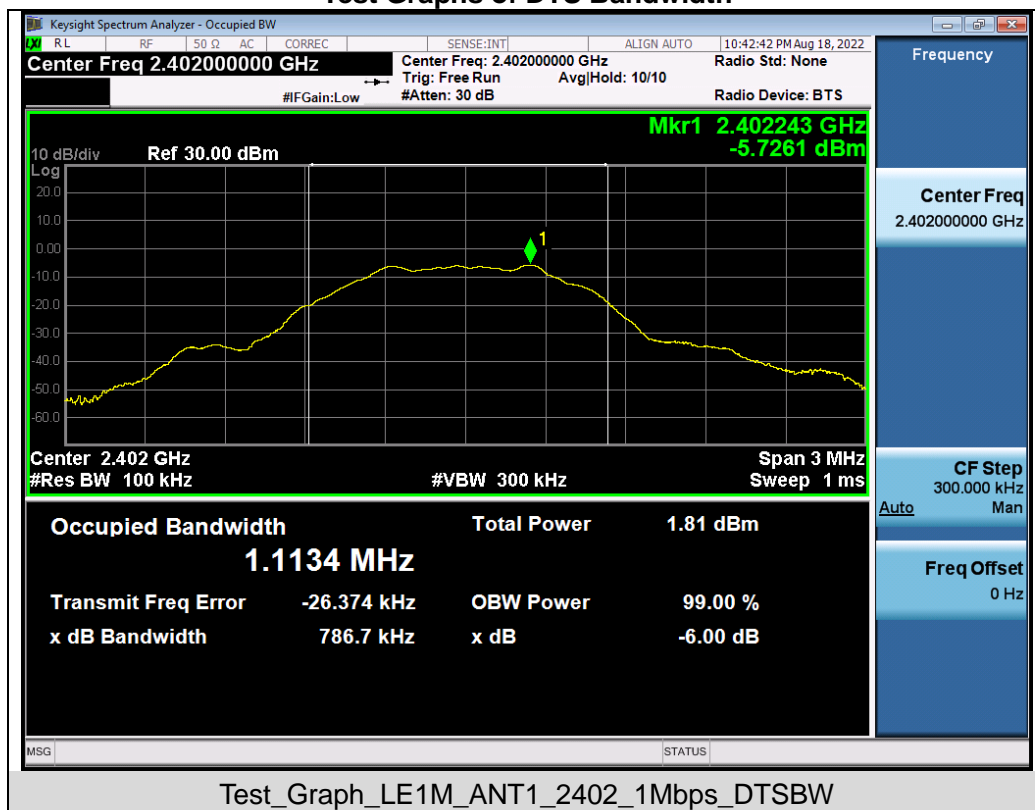 Test Graphs of DTS Bandwidth
Keysight Spectrum Analyzer - Occupied BW
LXI RL RF 50 Ω AC CORREC SENSE:INT ALIGN AUTO 10:42:42 PM Aug 18, 2022
Center Freq 2.402000000 GHz
Center Freq: 2.402000000 GHz Radio Std: None
Trig: Free Run Avg|Hold: 10/10
#IFGain:Low #Atten: 30 dB Radio Device: BTS
Mkr1 2.402243 GHz
-5.7261 dBm
10 dB/div Ref 30.00 dBm
Log
20.0
10.0
0.00
-10.0
-20.0
-30.0
-40.0
-50.0
-60.0
1
Center 2.402 GHz Span 3 MHz
#Res BW 100 kHz #VBW 300 kHz Sweep 1 ms
Occupied Bandwidth Total Power 1.81 dBm
1.1134 MHz
Transmit Freq Error -26.374 kHz OBW Power 99.00 %
x dB Bandwidth 786.7 kHz x dB -6.00 dB
MSG STATUS
Frequency
Center Freq
2.402000000 GHz
CF Step
300.000 kHz
Auto Man
Freq Offset
0 Hz
Test_Graph_LE1M_ANT1_2402_1Mbps_DTSBW